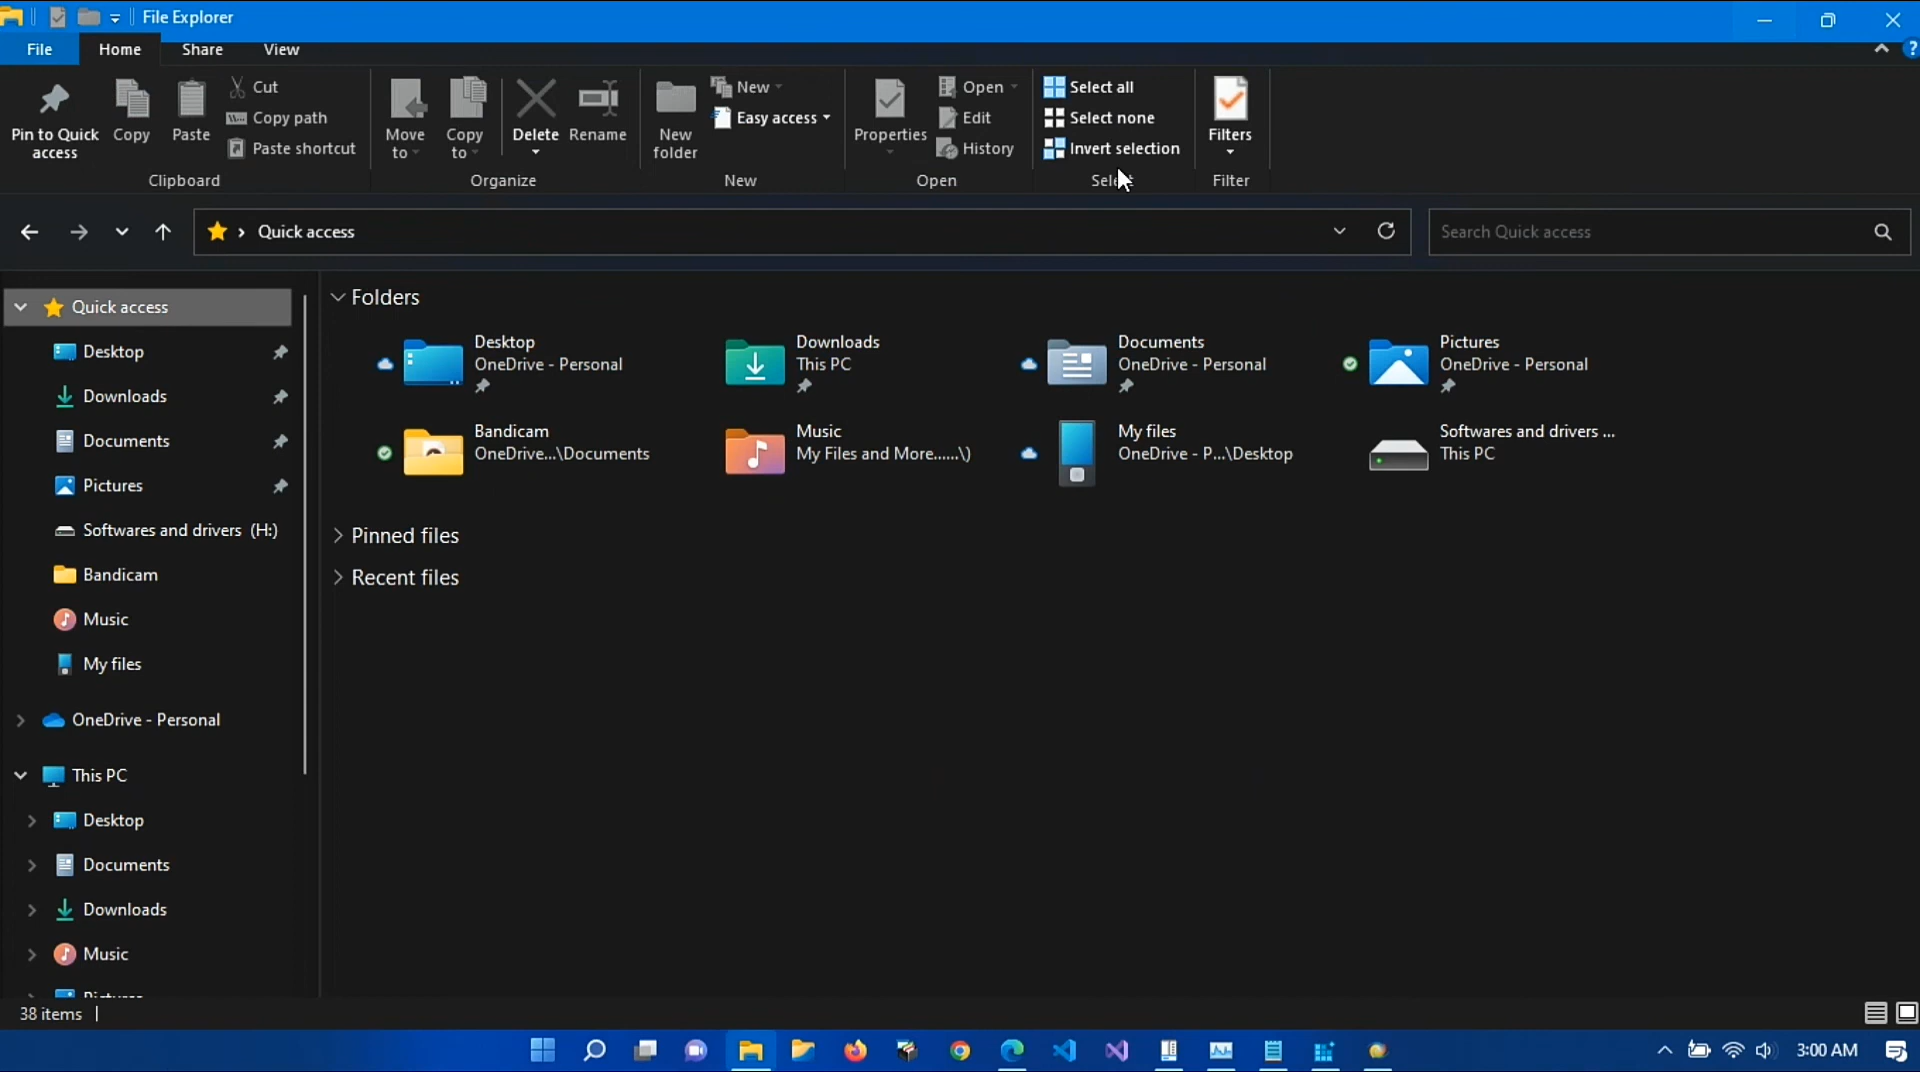 File Explorer
File
Home
Share
View
Pin to Quick
access
Copy
Paste
Cut
Copy path
Paste shortcut
Clipboard
Move
to
Copy
to
Delete
Rename
Organize
New
folder
New
Easy access
New
Properties
Open
Edit
History
Open
Select all
Select none
Invert selection
Select
Filters
Filter
Quick access
Search Quick access
Quick access
Desktop
Downloads
Documents
Pictures
Softwares and drivers (H:)
Bandicam
Music
My files
OneDrive - Personal
This PC
Desktop
Documents
Downloads
Music
Pictures
Folders
Desktop
OneDrive - Personal
Downloads
This PC
Documents
OneDrive - Personal
Pictures
OneDrive - Personal
Bandicam
OneDrive...\Documents
Music
My Files and More......\)
My files
OneDrive - P...\Desktop
Softwares and drivers ...
This PC
Pinned files
Recent files
38 items
3:00 AM